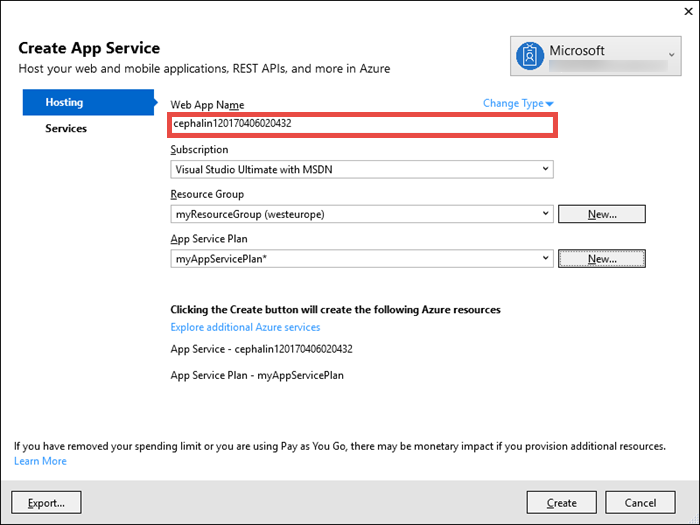 Create App Service
Host your web and mobile applications, REST APIs, and more in Azure
Microsoft
Hosting
Services
Web App Name
Change Type
cephalin120170406020432
Subscription
Visual Studio Ultimate with MSDN
Resource Group
myResourceGroup (westeurope)
New...
App Service Plan
myAppServicePlan*
New...
Clicking the Create button will create the following Azure resources
Explore additional Azure services
App Service - cephalin120170406020432
App Service Plan - myAppServicePlan
If you have removed your spending limit or you are using Pay as You Go, there may be monetary impact if you provision additional resources.
Learn More
Export...
Create
Cancel